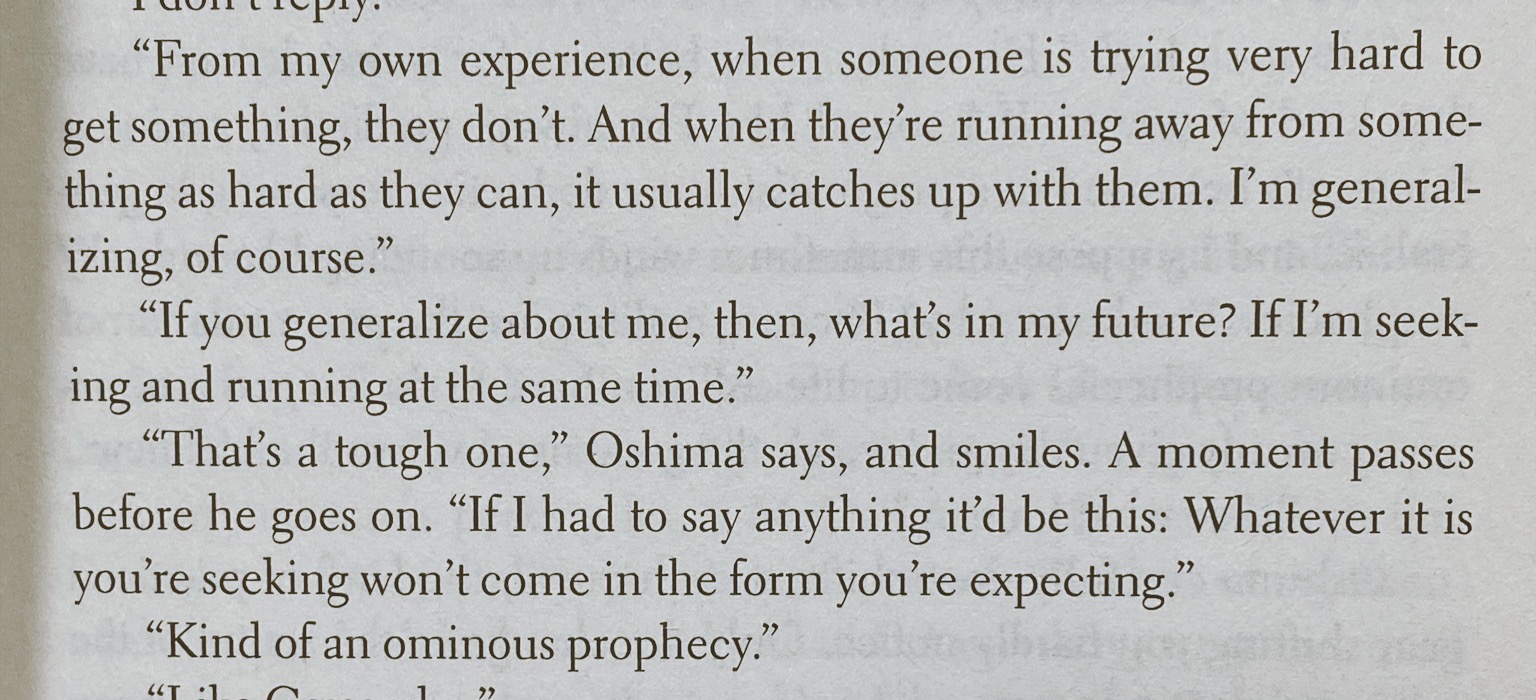 I don't reply.
“From my own experience, when someone is trying very hard to
get something, they don’t. And when they’re running away from some-
thing as hard as they can, it usually catches up with them. I’m general-
izing, of course.”
“If you generalize about me, then, what’s in my future? If I’m seek-
ing and running at the same time.”
“That’s a tough one,” Oshima says, and smiles. A moment passes
before he goes on. “If I had to say anything it’d be this: Whatever it is
you’re seeking won’t come in the form you’re expecting.”
“Kind of an ominous prophecy.”
“Like